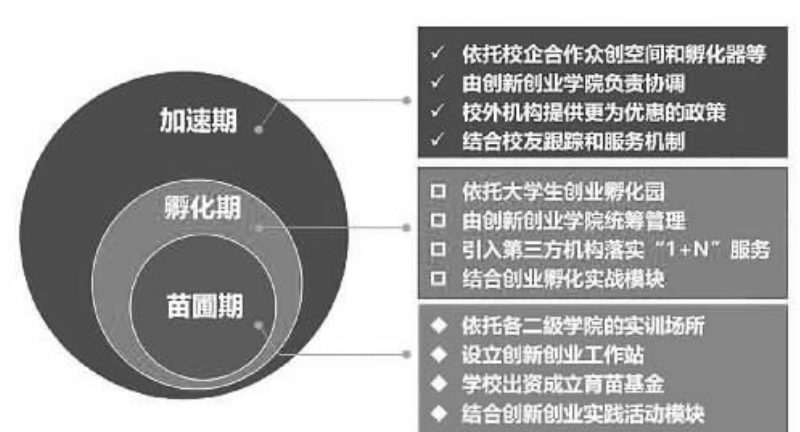 加速期
✓ 依托校企合作众创空间和孵化器等
✓ 由创新创业学院负责协调
✓ 校外机构提供更为优惠的政策
✓ 结合校友跟踪和服务机制
孵化期
□ 依托大学生创业孵化园
□ 由创新创业学院统筹管理
□ 引入第三方机构落实“1+N”服务
□ 结合创业孵化实战模块
苗圃期
◆ 依托各二级学院的实训场所
◆ 设立创新创业工作站
◆ 学校出资成立育苗基金
◆ 结合创新创业实践活动模块